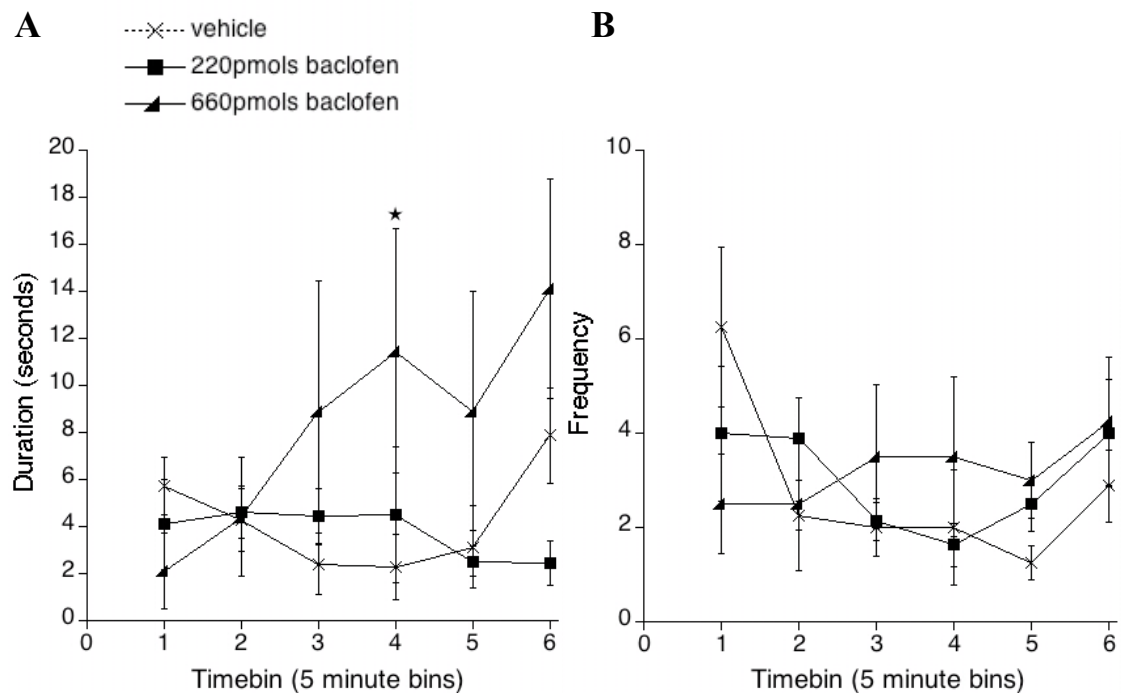 A
vehicle
220pmols baclofen
660pmols baclofen
20
18
16
14
12
10
8
6
4
2
0
0 1 2 3 4 5 6
Duration (seconds)
Timebin (5 minute bins)
B
10
8
6
4
2
0
0 1 2 3 4 5 6
Frequency
Timebin (5 minute bins)